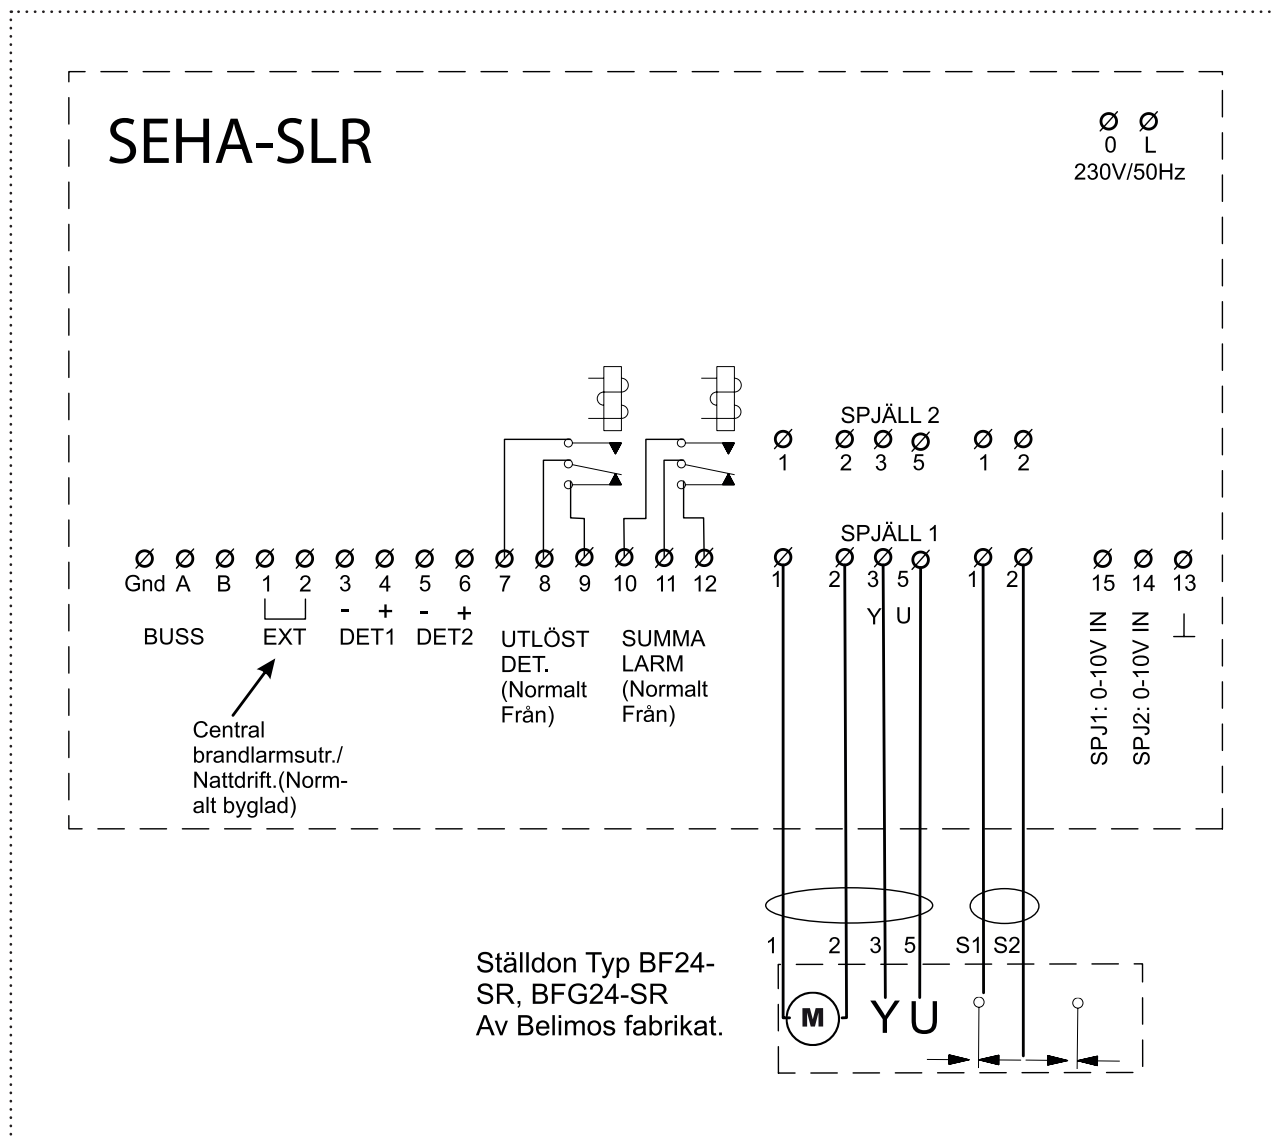 SEHA-SLR
0 L
230V/50Hz
SPJÄLL 2
1 2 3 5 1 2
SPJÄLL 1
Gnd A B 1 2 3 4 5 6 7 8 9 10 11 12 1 2 3 5 1 2 15 14 13
- + - +
Y U
BUSS EXT DET1 DET2
UTLÖST
DET.
(Normalt
Från)
SUMMA
LARM
(Normalt
Från)
SPJ1: 0-10V IN
SPJ2: 0-10V IN
Central
brandlarmsutr./
Nattdrift.(Norm-
alt byglad)
1 2 3 5 S1 S2
Ställdon Typ BF24-
SR, BFG24-SR
Av Belimos fabrikat.
M Y U